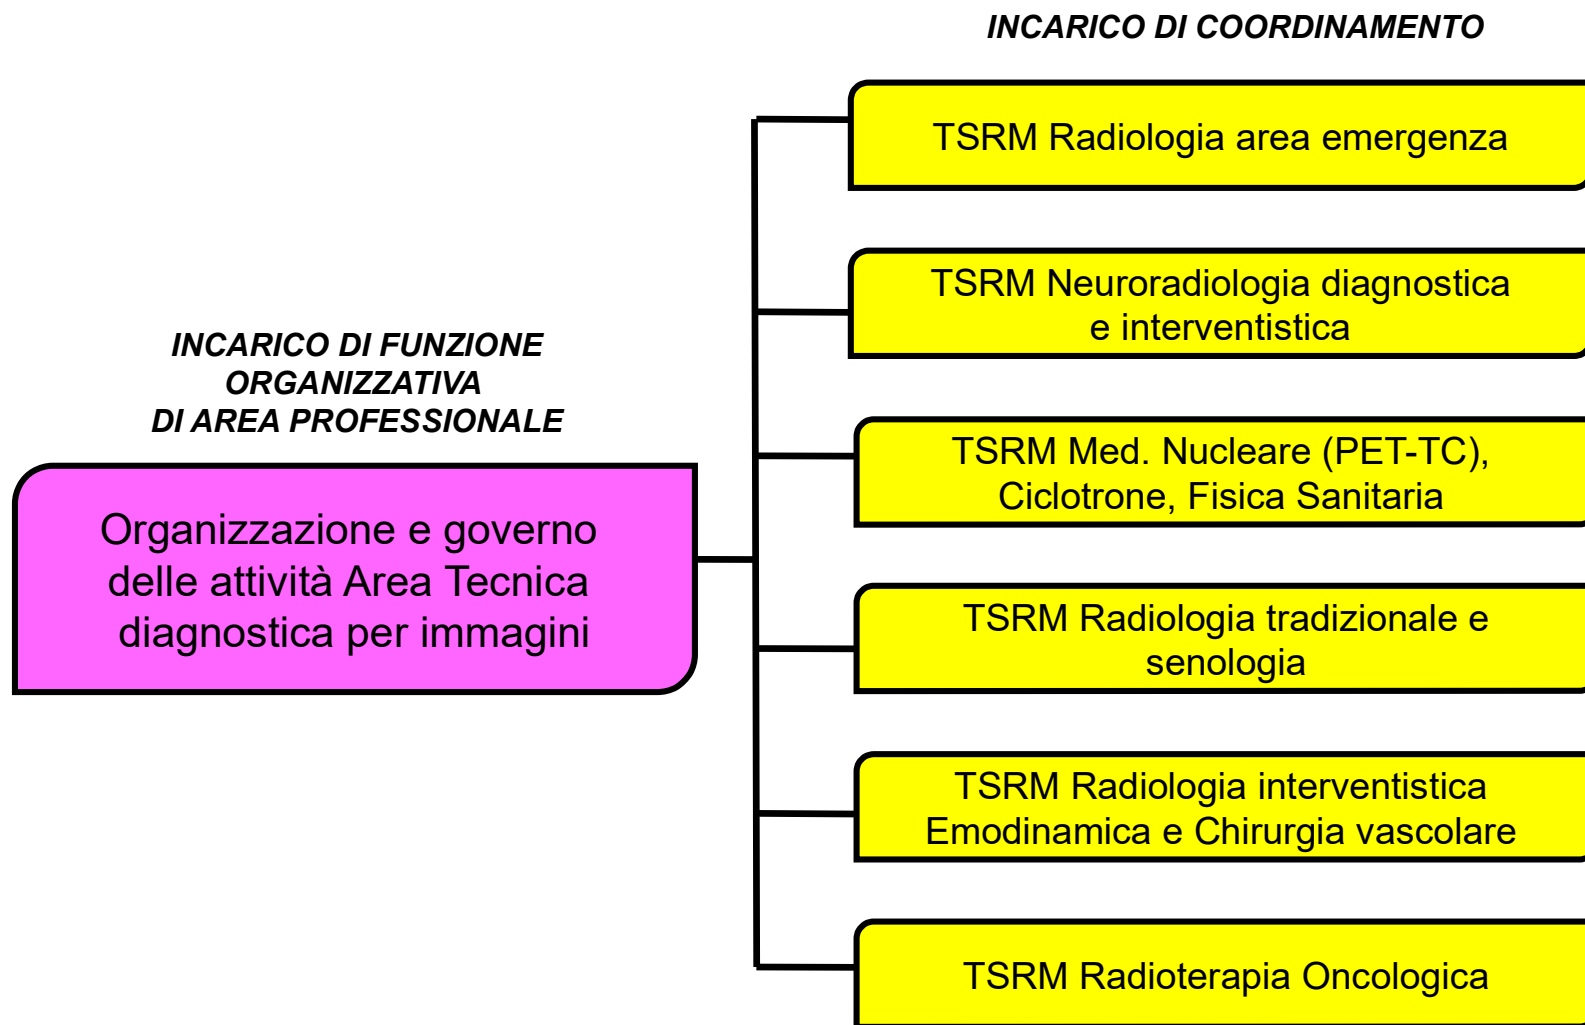 INCARICO DI COORDINAMENTO
TSRM Radiologia area emergenza
TSRM Neuroradiologia diagnostica
e interventistica
INCARICO DI FUNZIONE
ORGANIZZATIVA
DI AREA PROFESSIONALE
Organizzazione e governo
delle attività Area Tecnica
diagnostica per immagini
TSRM Med. Nucleare (PET-TC),
Ciclotrone, Fisica Sanitaria
TSRM Radiologia tradizionale e
senologia
TSRM Radiologia interventistica
Emodinamica e Chirurgia vascolare
TSRM Radioterapia Oncologica